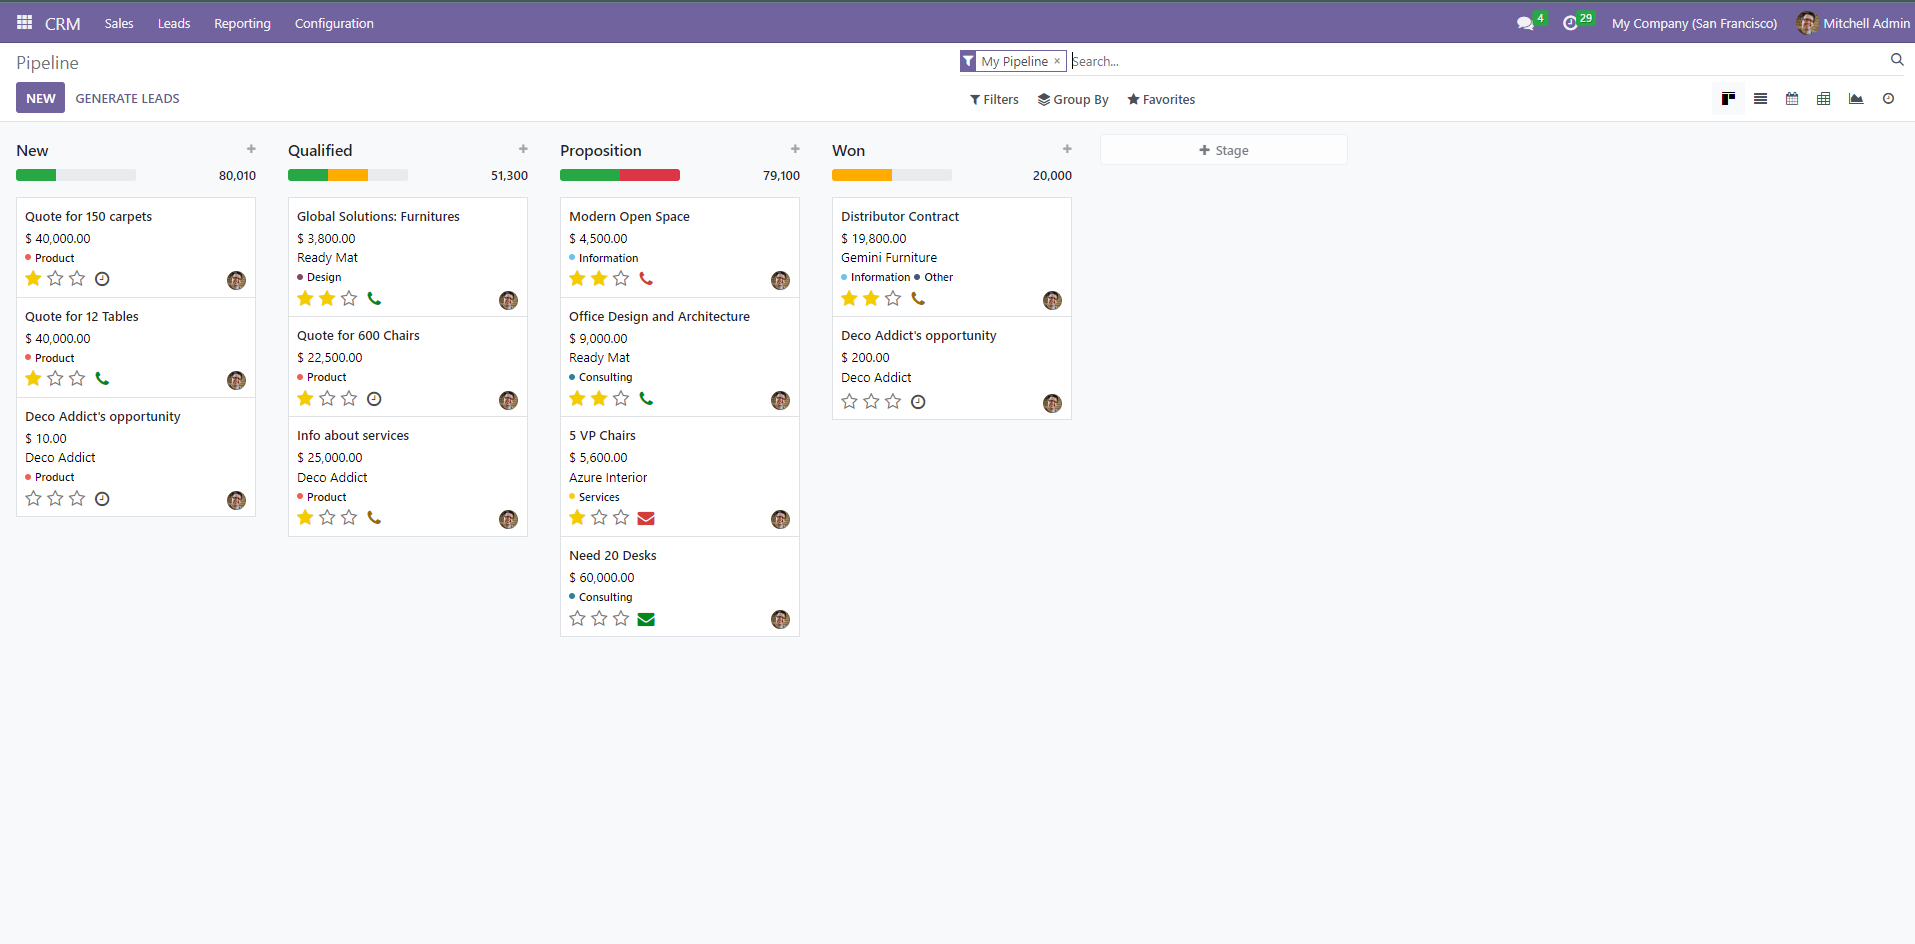 CRM Sales Leads Reporting Configuration 4 29 My Company (San Francisco) Mitchell Admin
Pipeline
My Pipeline × Search...
NEW GENERATE LEADS
Filters Group By Favorites
New
80,010
Quote for 150 carpets
$ 40,000.00
Product
Quote for 12 Tables
$ 40,000.00
Product
Deco Addict's opportunity
$ 10.00
Deco Addict
Product
Qualified
51,300
Global Solutions: Furnitures
$ 3,800.00
Ready Mat
Design
Quote for 600 Chairs
$ 22,500.00
Product
Info about services
$ 25,000.00
Deco Addict
Product
Proposition
79,100
Modern Open Space
$ 4,500.00
Information
Office Design and Architecture
$ 9,000.00
Ready Mat
Consulting
5 VP Chairs
$ 5,600.00
Azure Interior
Services
Need 20 Desks
$ 60,000.00
Consulting
Won
20,000
Distributor Contract
$ 19,800.00
Gemini Furniture
Information Other
Deco Addict's opportunity
$ 200.00
Deco Addict
+ Stage